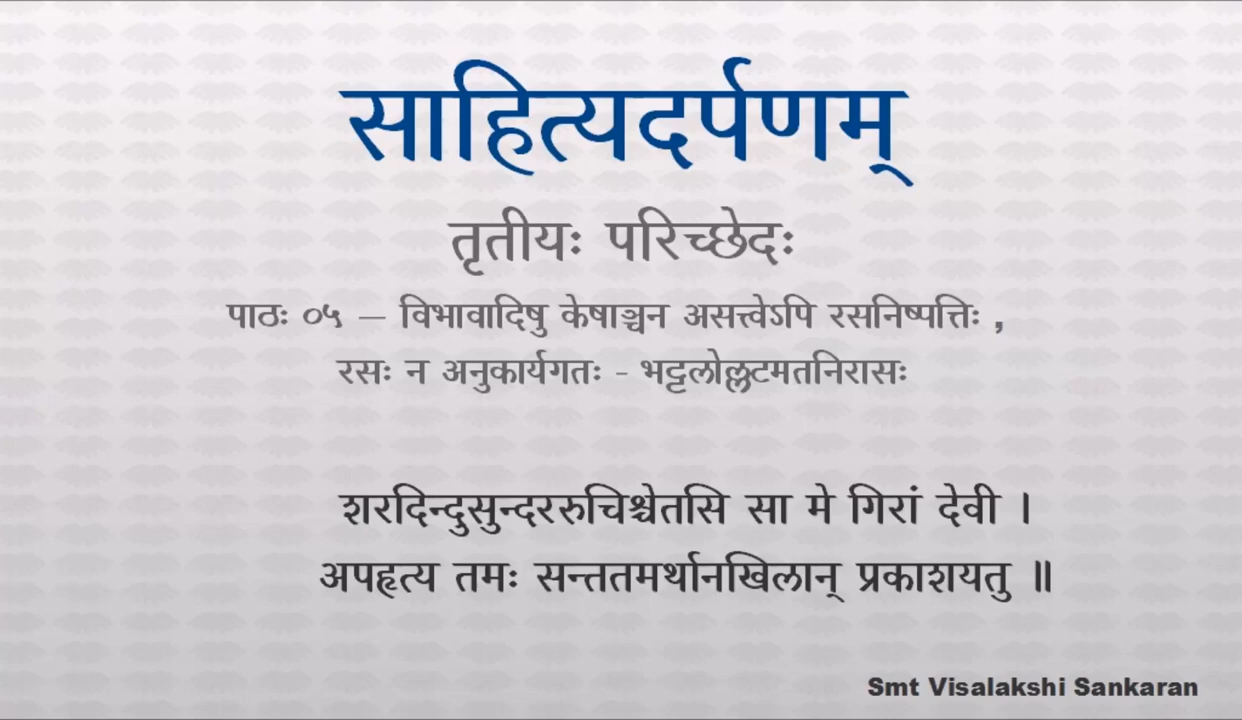 साहित्यदर्पणम्
तृतीयः परिच्छेदः
पाठः ०५ – विभावादिषु केषाञ्चन असत्त्वेऽपि रसनिष्पत्तिः ,
रसः न अनुकार्यगतः - भट्टलोल्लटमतनिरासः
शरदिन्दुसुन्दररुचिश्चेतसि सा मे गिरां देवी ।
अपहृत्य तमः सन्ततमर्थानखिलान् प्रकाशयतु ॥
Smt Visalakshi Sankaran